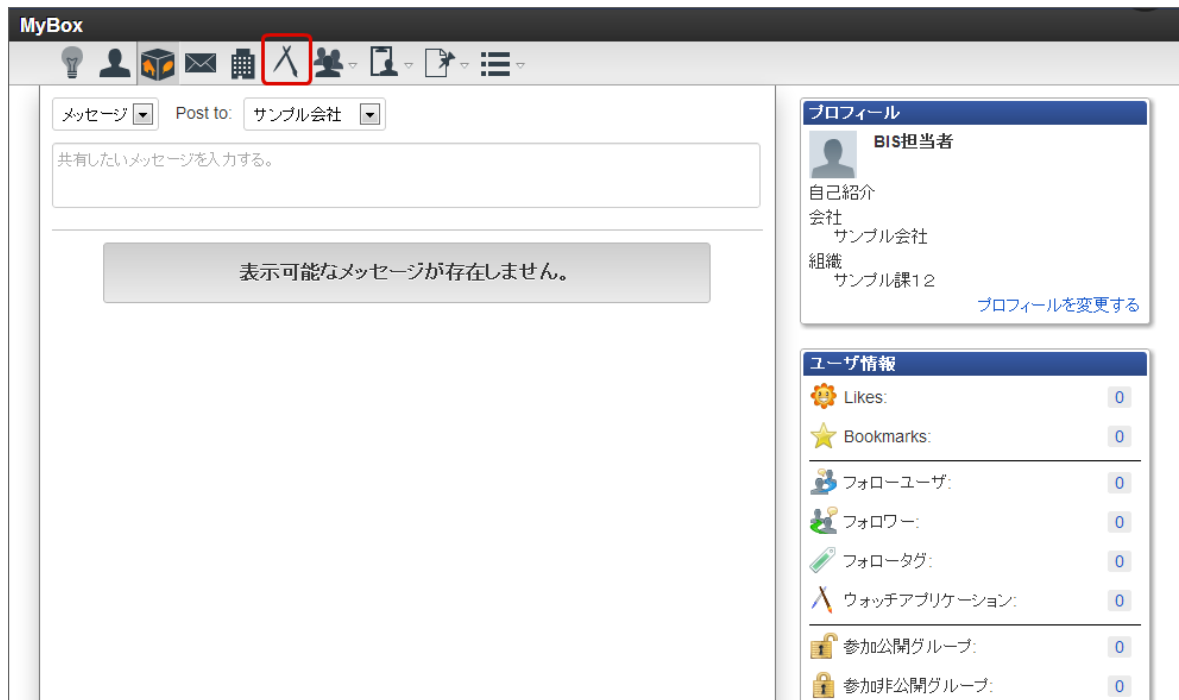 MyBox
メッセージ Post to: サンプル会社
共有したいメッセージを入力する。
表示可能なメッセージが存在しません。
プロフィール
BIS担当者
自己紹介
会社
サンプル会社
組織
サンプル課12
プロフィールを変更する
ユーザ情報
Likes: 0
Bookmarks: 0
フォローユーザ: 0
フォロワー: 0
フォロータグ: 0
ウォッチアプリケーション: 0
参加公開グループ: 0
参加非公開グループ: 0